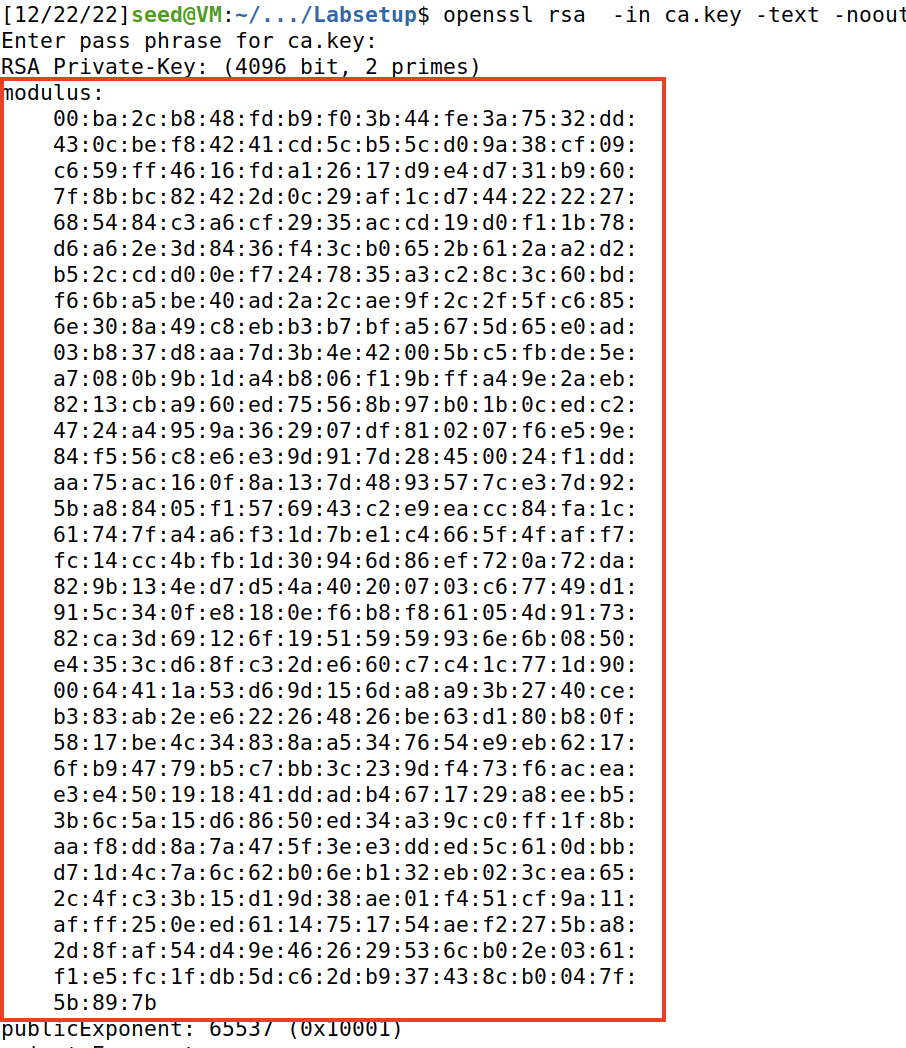 [12/22/22]seed@VM:~/.../Labsetup$ openssl rsa  -in ca.key -text -noout
Enter pass phrase for ca.key:
RSA Private-Key: (4096 bit, 2 primes)
modulus:
    00:ba:2c:b8:48:fd:b9:f0:3b:44:fe:3a:75:32:dd:
    43:0c:be:f8:42:41:cd:5c:b5:5c:d0:9a:38:cf:09:
    c6:59:ff:46:16:fd:a1:26:17:d9:e4:d7:31:b9:60:
    7f:8b:bc:82:42:2d:0c:29:af:1c:d7:44:22:22:27:
    68:54:84:c3:a6:cf:29:35:ac:cd:19:d0:f1:1b:78:
    d6:a6:2e:3d:84:36:f4:3c:b0:65:2b:61:2a:a2:d2:
    b5:2c:cd:d0:0e:f7:24:78:35:a3:c2:8c:3c:60:bd:
    f6:6b:a5:be:40:ad:2a:2c:ae:9f:2c:2f:5f:c6:85:
    6e:30:8a:49:c8:eb:b3:b7:bf:a5:67:5d:65:e0:ad:
    03:b8:37:d8:aa:7d:3b:4e:42:00:5b:c5:fb:de:5e:
    a7:08:0b:9b:1d:a4:b8:06:f1:9b:ff:a4:9e:2a:eb:
    82:13:cb:a9:60:ed:75:56:8b:97:b0:1b:0c:ed:c2:
    47:24:a4:95:9a:36:29:07:df:81:02:07:f6:e5:9e:
    84:f5:56:c8:e6:e3:9d:91:7d:28:45:00:24:f1:dd:
    aa:75:ac:16:0f:8a:13:7d:48:93:57:7c:e3:7d:92:
    5b:a8:84:05:f1:57:69:43:c2:e9:ea:cc:84:fa:1c:
    61:74:7f:a4:a6:f3:1d:7b:e1:c4:66:5f:4f:af:f7:
    fc:14:cc:4b:fb:1d:30:94:6d:86:ef:72:0a:72:da:
    82:9b:13:4e:d7:d5:4a:40:20:07:03:c6:77:49:d1:
    91:5c:34:0f:e8:18:0e:f6:b8:f8:61:05:4d:91:73:
    82:ca:3d:69:12:6f:19:51:59:59:93:6e:6b:08:50:
    e4:35:3c:d6:8f:c3:2d:e6:60:c7:c4:1c:77:1d:90:
    00:64:41:1a:53:d6:9d:15:6d:a8:a9:3b:27:40:ce:
    b3:83:ab:2e:e6:22:26:48:26:be:63:d1:80:b8:0f:
    58:17:be:4c:34:83:8a:a5:34:76:54:e9:eb:62:17:
    6f:b9:47:79:b5:c7:bb:3c:23:9d:f4:73:f6:ac:ea:
    e3:e4:50:19:18:41:dd:ad:b4:67:17:29:a8:ee:b5:
    3b:6c:5a:15:d6:86:50:ed:34:a3:9c:c0:ff:1f:8b:
    aa:f8:dd:8a:7a:47:5f:3e:e3:dd:ed:5c:61:0d:bb:
    d7:1d:4c:7a:6c:62:b0:6e:b1:32:eb:02:3c:ea:65:
    2c:4f:c3:3b:15:d1:9d:38:ae:01:f4:51:cf:9a:11:
    af:ff:25:0e:ed:61:14:75:17:54:ae:f2:27:5b:a8:
    2d:8f:af:54:d4:9e:46:26:29:53:6c:b0:2e:03:61:
    f1:e5:fc:1f:db:5d:c6:2d:b9:37:43:8c:b0:04:7f:
    5b:89:7b
publicExponent: 65537 (0x10001)